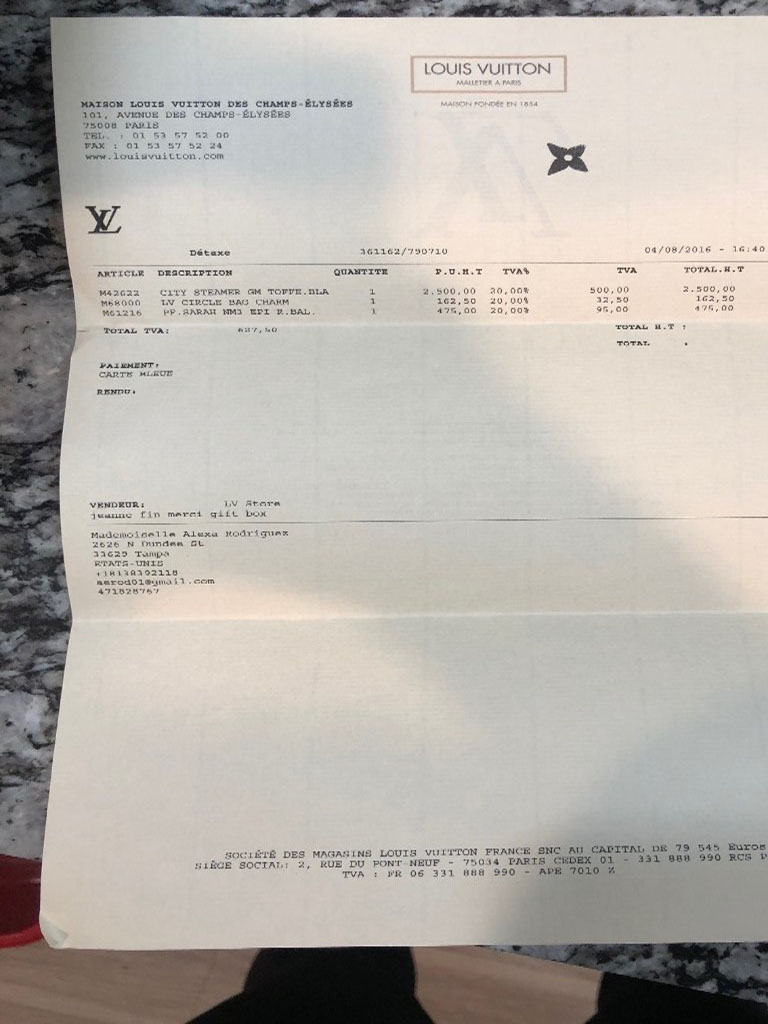 LOUIS VUITTON
MALLETIER A PARIS
MAISON FONDÉE EN 1854
MAISON LOUIS VUITTON DES CHAMPS-ÉLYSÉES
101, AVENUE DES CHAMPS-ÉLYSÉES
75008 PARIS
TEL. : 01 53 57 52 00
FAX : 01 53 57 52 24
www.louisvuitton.com
LV
Détaxe 361162/790710 04/08/2016 - 16:40
ARTICLE DESCRIPTION QUANTITE P.U.H.T TVA% TVA TOTAL.H.T
M42622 CITY STEAMER GM TOFFE.BLA 1 2.500,00 20,00% 500,00 2.500,00
M68000 LV CIRCLE BAG CHARM 1 162,50 20,00% 32,50 162,50
M61216 PF.SARAH NM3 EPI R.BAL. 1 475,00 20,00% 95,00 475,00
TOTAL TVA: 627,50 TOTAL H.T :
TOTAL :
PAIEMENT:
CARTE BLEUE
RENDU:
VENDEUR: LV Store
jeanne fin merci gift box
Mademoiselle Alexa Rodriguez
2626 N Dundee St
33629 Tampa
ETATS-UNIS
+18138392118
aerod01@gmail.com
471828767
SOCIÉTÉ DES MAGASINS LOUIS VUITTON FRANCE SNC AU CAPITAL DE 79 545 Euros
SIÈGE SOCIAL: 2, RUE DU PONT-NEUF - 75034 PARIS CEDEX 01 - 331 888 990 RCS P
TVA : FR 06 331 888 990 - APE 7010 Z